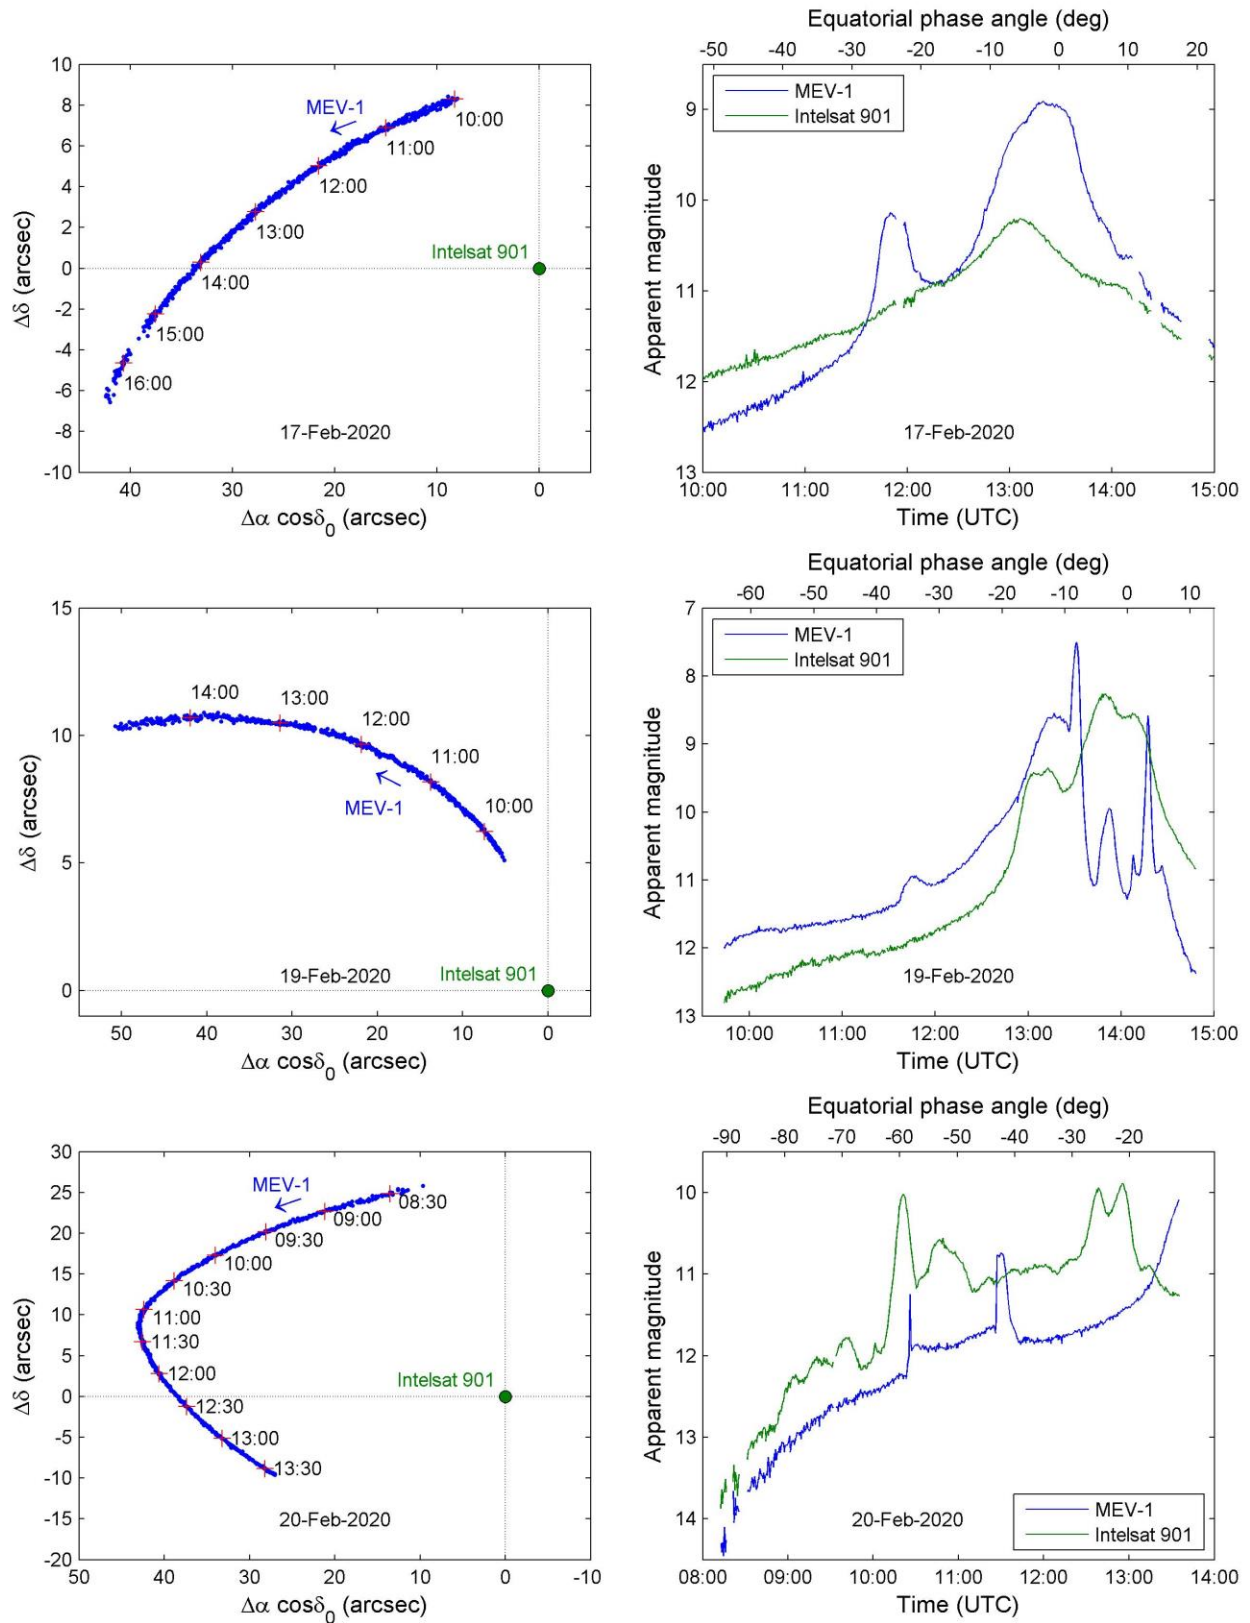 10
8
6
4
2
0
-2
-4
-6
-8
-10
Δδ (arcsec)
MEV-1
10:00
11:00
12:00
13:00
Intelsat 901
14:00
15:00
16:00
17-Feb-2020
40 30 20 10 0
Δα cosδ0 (arcsec)
Equatorial phase angle (deg)
-50 -40 -30 -20 -10 0 10 20
MEV-1
Intelsat 901
9
10
11
12
13
Apparent magnitude
17-Feb-2020
10:00 11:00 12:00 13:00 14:00 15:00
Time (UTC)
15
10
5
0
Δδ (arcsec)
14:00
13:00
12:00
11:00
MEV-1
10:00
Intelsat 901
19-Feb-2020
50 40 30 20 10 0
Δα cosδ0 (arcsec)
Equatorial phase angle (deg)
-60 -50 -40 -30 -20 -10 0 10
MEV-1
Intelsat 901
7
8
9
10
11
12
13
Apparent magnitude
19-Feb-2020
10:00 11:00 12:00 13:00 14:00 15:00
Time (UTC)
30
25
20
15
10
5
0
-5
-10
-15
-20
Δδ (arcsec)
MEV-1
08:30
09:00
09:30
10:00
10:30
11:00
11:30
12:00
Intelsat 901
12:30
13:00
13:30
20-Feb-2020
50 40 30 20 10 0 -10
Δα cosδ0 (arcsec)
Equatorial phase angle (deg)
-90 -80 -70 -60 -50 -40 -30 -20
10
11
12
13
14
Apparent magnitude
MEV-1
Intelsat 901
20-Feb-2020
08:00 09:00 10:00 11:00 12:00 13:00 14:00
Time (UTC)